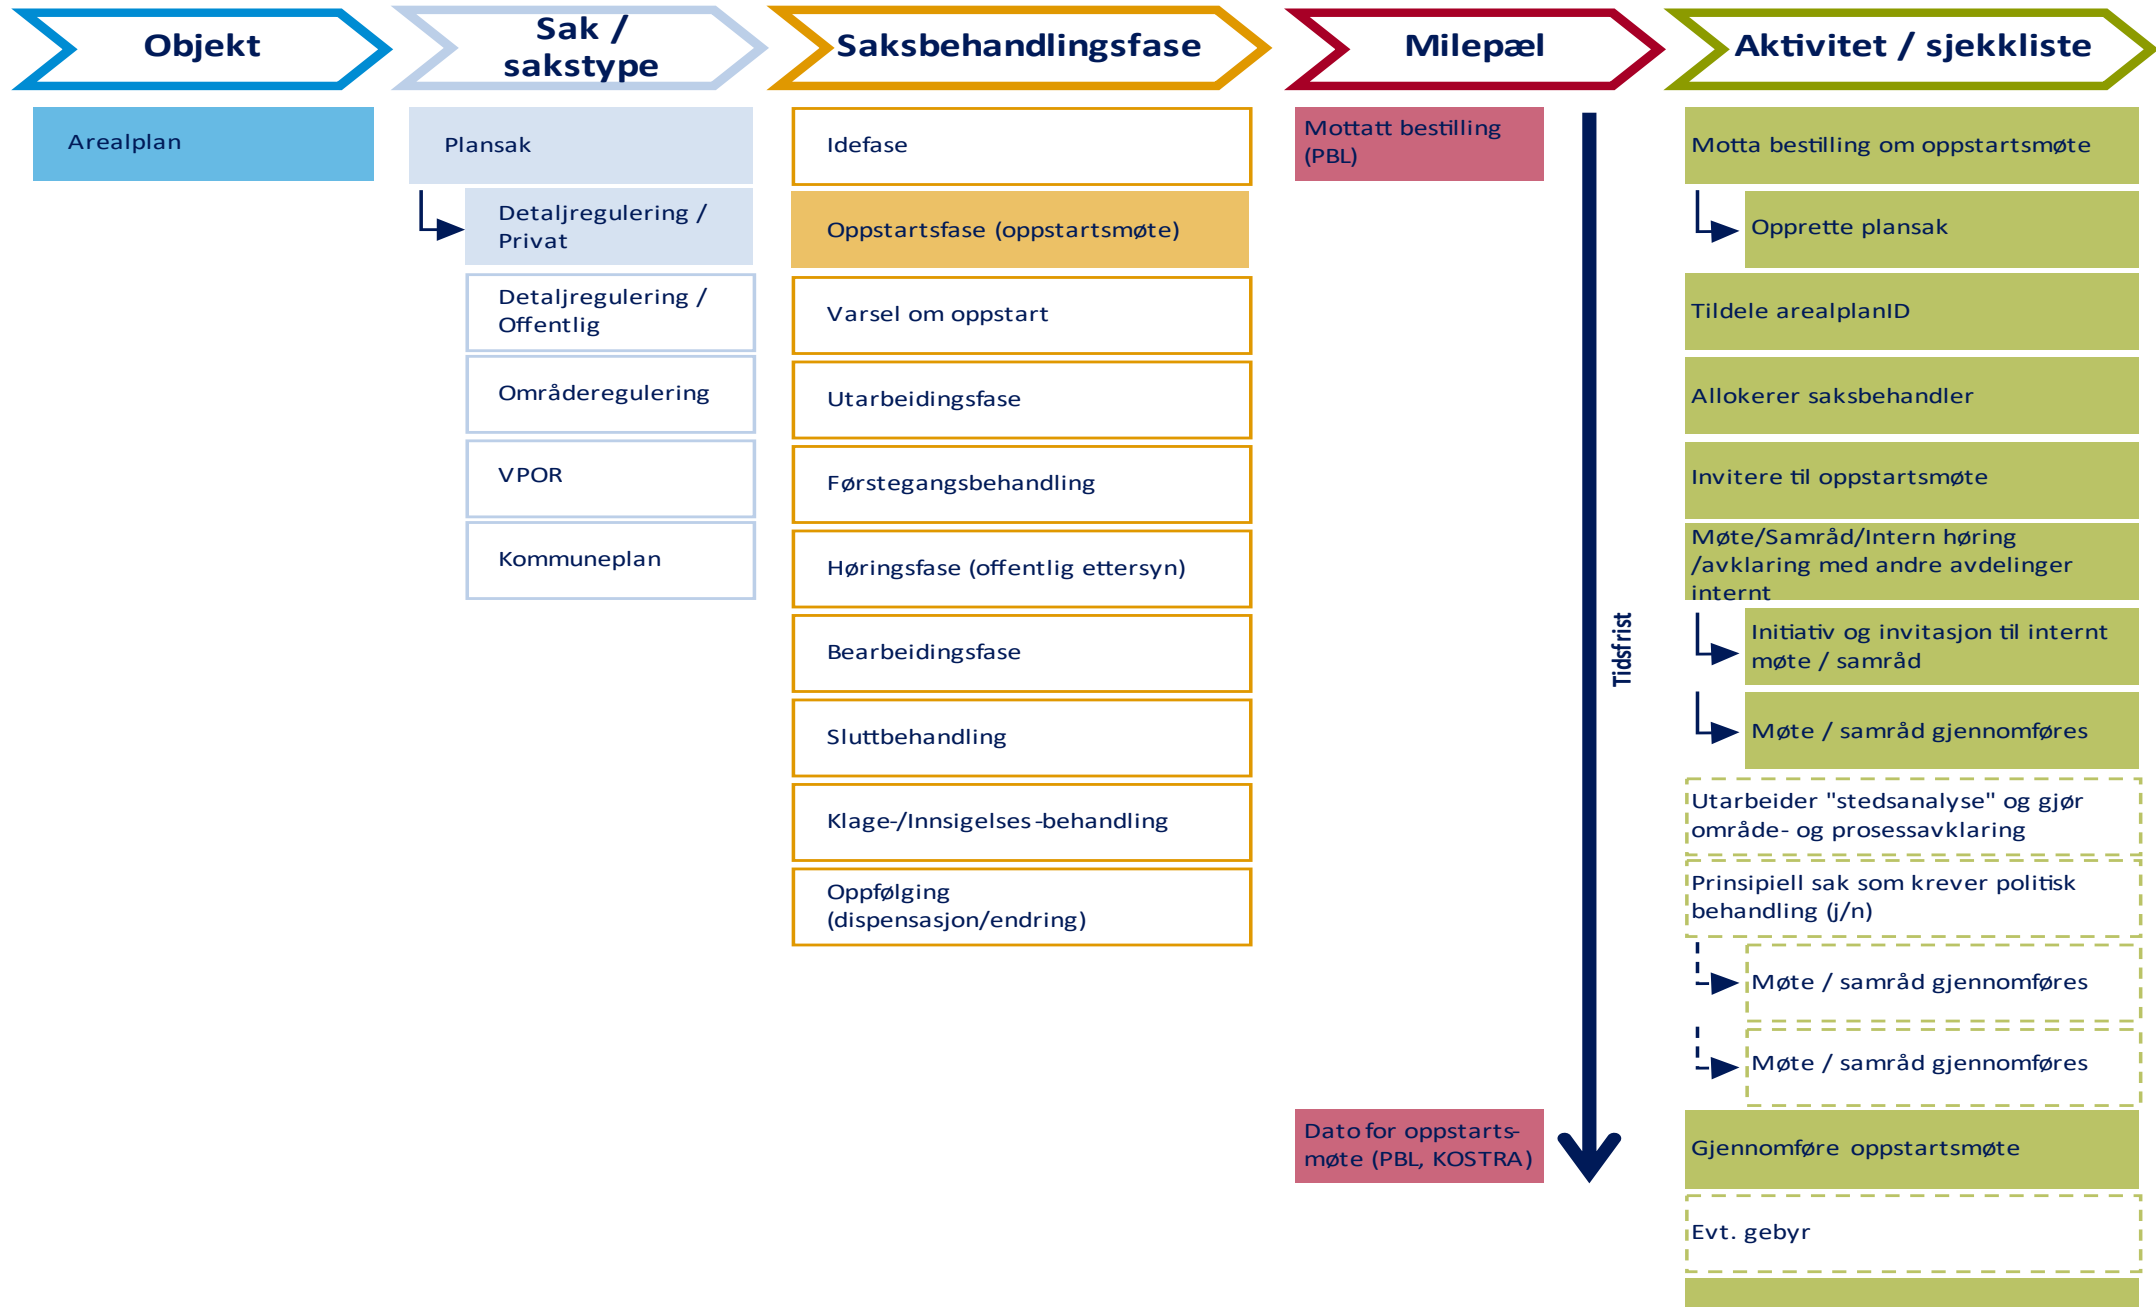 Objekt
Sak /
sakstype
Saksbehandlingsfase
Milepæl
Aktivitet / sjekkliste
Arealplan
Plansak
Detaljregulering /
Privat
Detaljregulering /
Offentlig
Områderegulering
VPOR
Kommuneplan
Idefase
Oppstartsfase (oppstartsmøte)
Varsel om oppstart
Utarbeidingsfase
Førstegangsbehandling
Høringsfase (offentlig ettersyn)
Bearbeidingsfase
Sluttbehandling
Klage-/Innsigelses-behandling
Oppfølging
(dispensasjon/endring)
Mottatt bestilling
(PBL)
Dato for oppstarts-
møte (PBL, KOSTRA)
Tidsfrist
Motta bestilling om oppstartsmøte
Opprette plansak
Tildele arealplanID
Allokerer saksbehandler
Invitere til oppstartsmøte
Møte/Samråd/Intern høring
/avklaring med andre avdelinger
internt
Initiativ og invitasjon til internt
møte / samråd
Møte / samråd gjennomføres
Utarbeider "stedsanalyse" og gjør
område- og prosessavklaring
Prinsipiell sak som krever politisk
behandling (j/n)
Møte / samråd gjennomføres
Møte / samråd gjennomføres
Gjennomføre oppstartsmøte
Evt. gebyr